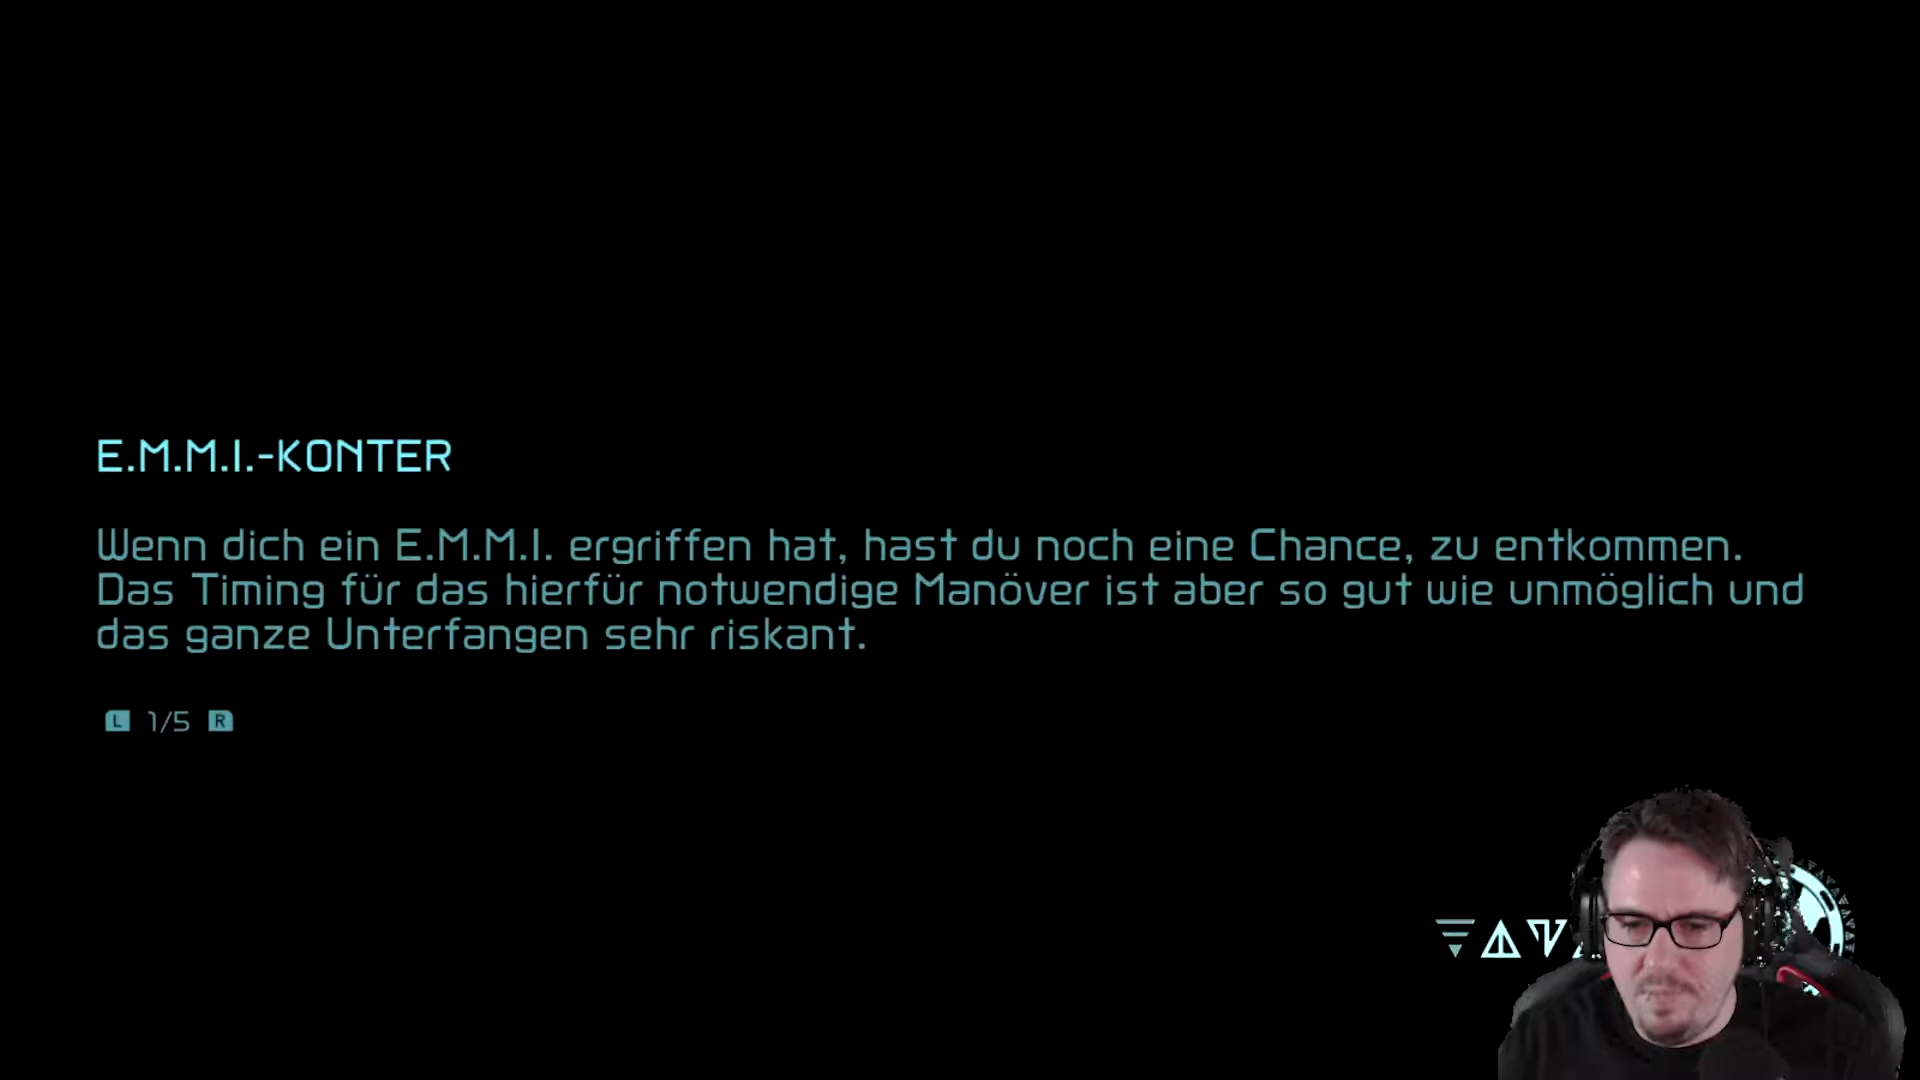 E.M.M.I.-KONTER
Wenn dich ein E.M.M.I. ergriffen hat, hast du noch eine Chance, zu entkommen.
Das Timing für das hierfür notwendige Manöver ist aber so gut wie unmöglich und
das ganze Unterfangen sehr riskant.
L 1/5 R